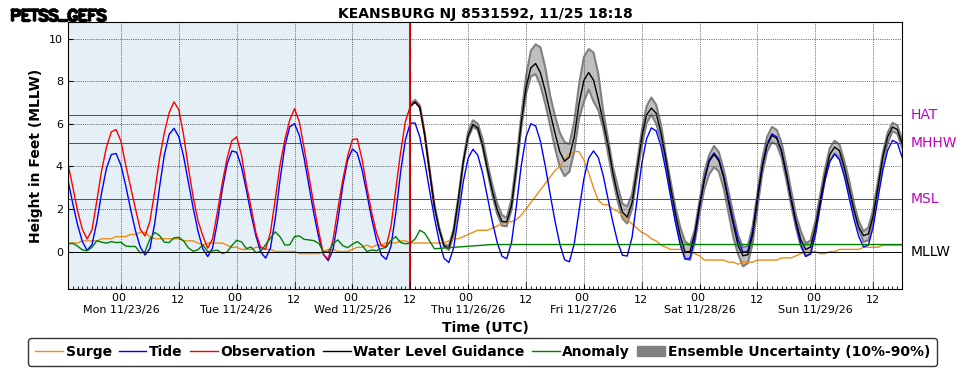 PETSS_GEFS
KEANSBURG NJ 8531592, 11/25 18:18
Height in Feet (MLLW)
10
8
6
4
2
0
HAT
MHHW
MSL
MLLW
00 12 00 12 00 12 00 12 00 12 00 12 00 12
Mon 11/23/26 Tue 11/24/26 Wed 11/25/26 Thu 11/26/26 Fri 11/27/26 Sat 11/28/26 Sun 11/29/26
Time (UTC)
Surge Tide Observation Water Level Guidance Anomaly Ensemble Uncertainty (10%-90%)